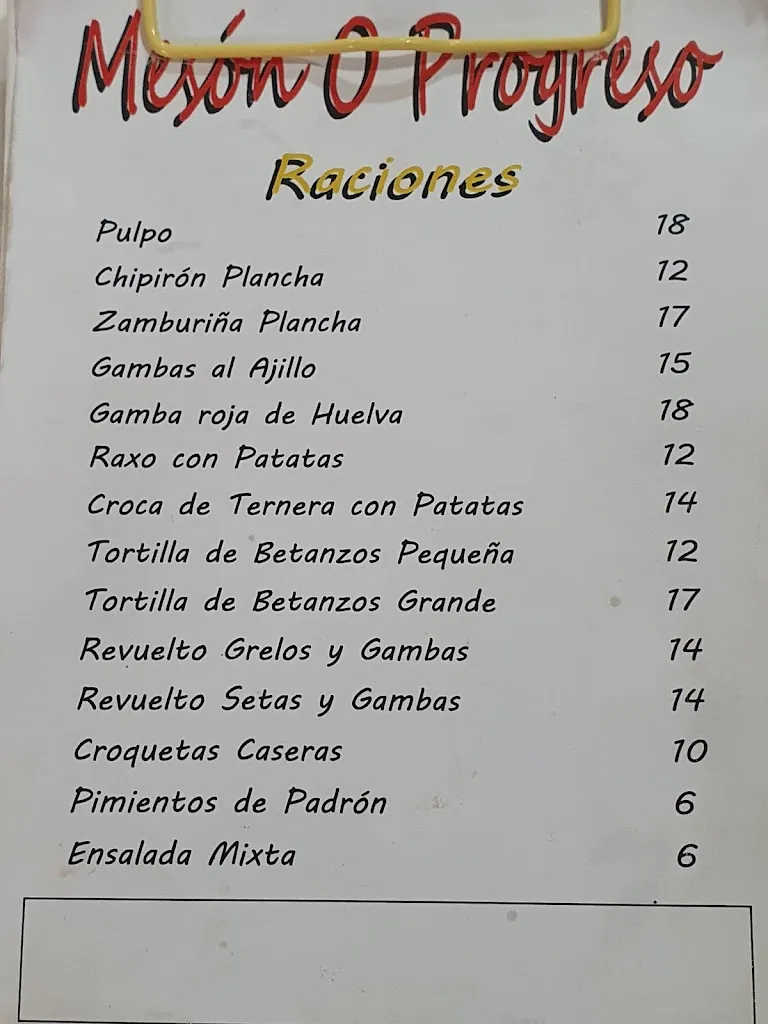 Mesón O Progreso
Raciones
Pulpo 18
Chipirón Plancha 12
Zamburiña Plancha 17
Gambas al Ajillo 15
Gamba roja de Huelva 18
Raxo con Patatas 12
Croca de Ternera con Patatas 14
Tortilla de Betanzos Pequeña 12
Tortilla de Betanzos Grande 17
Revuelto Grelos y Gambas 14
Revuelto Setas y Gambas 14
Croquetas Caseras 10
Pimientos de Padrón 6
Ensalada Mixta 6